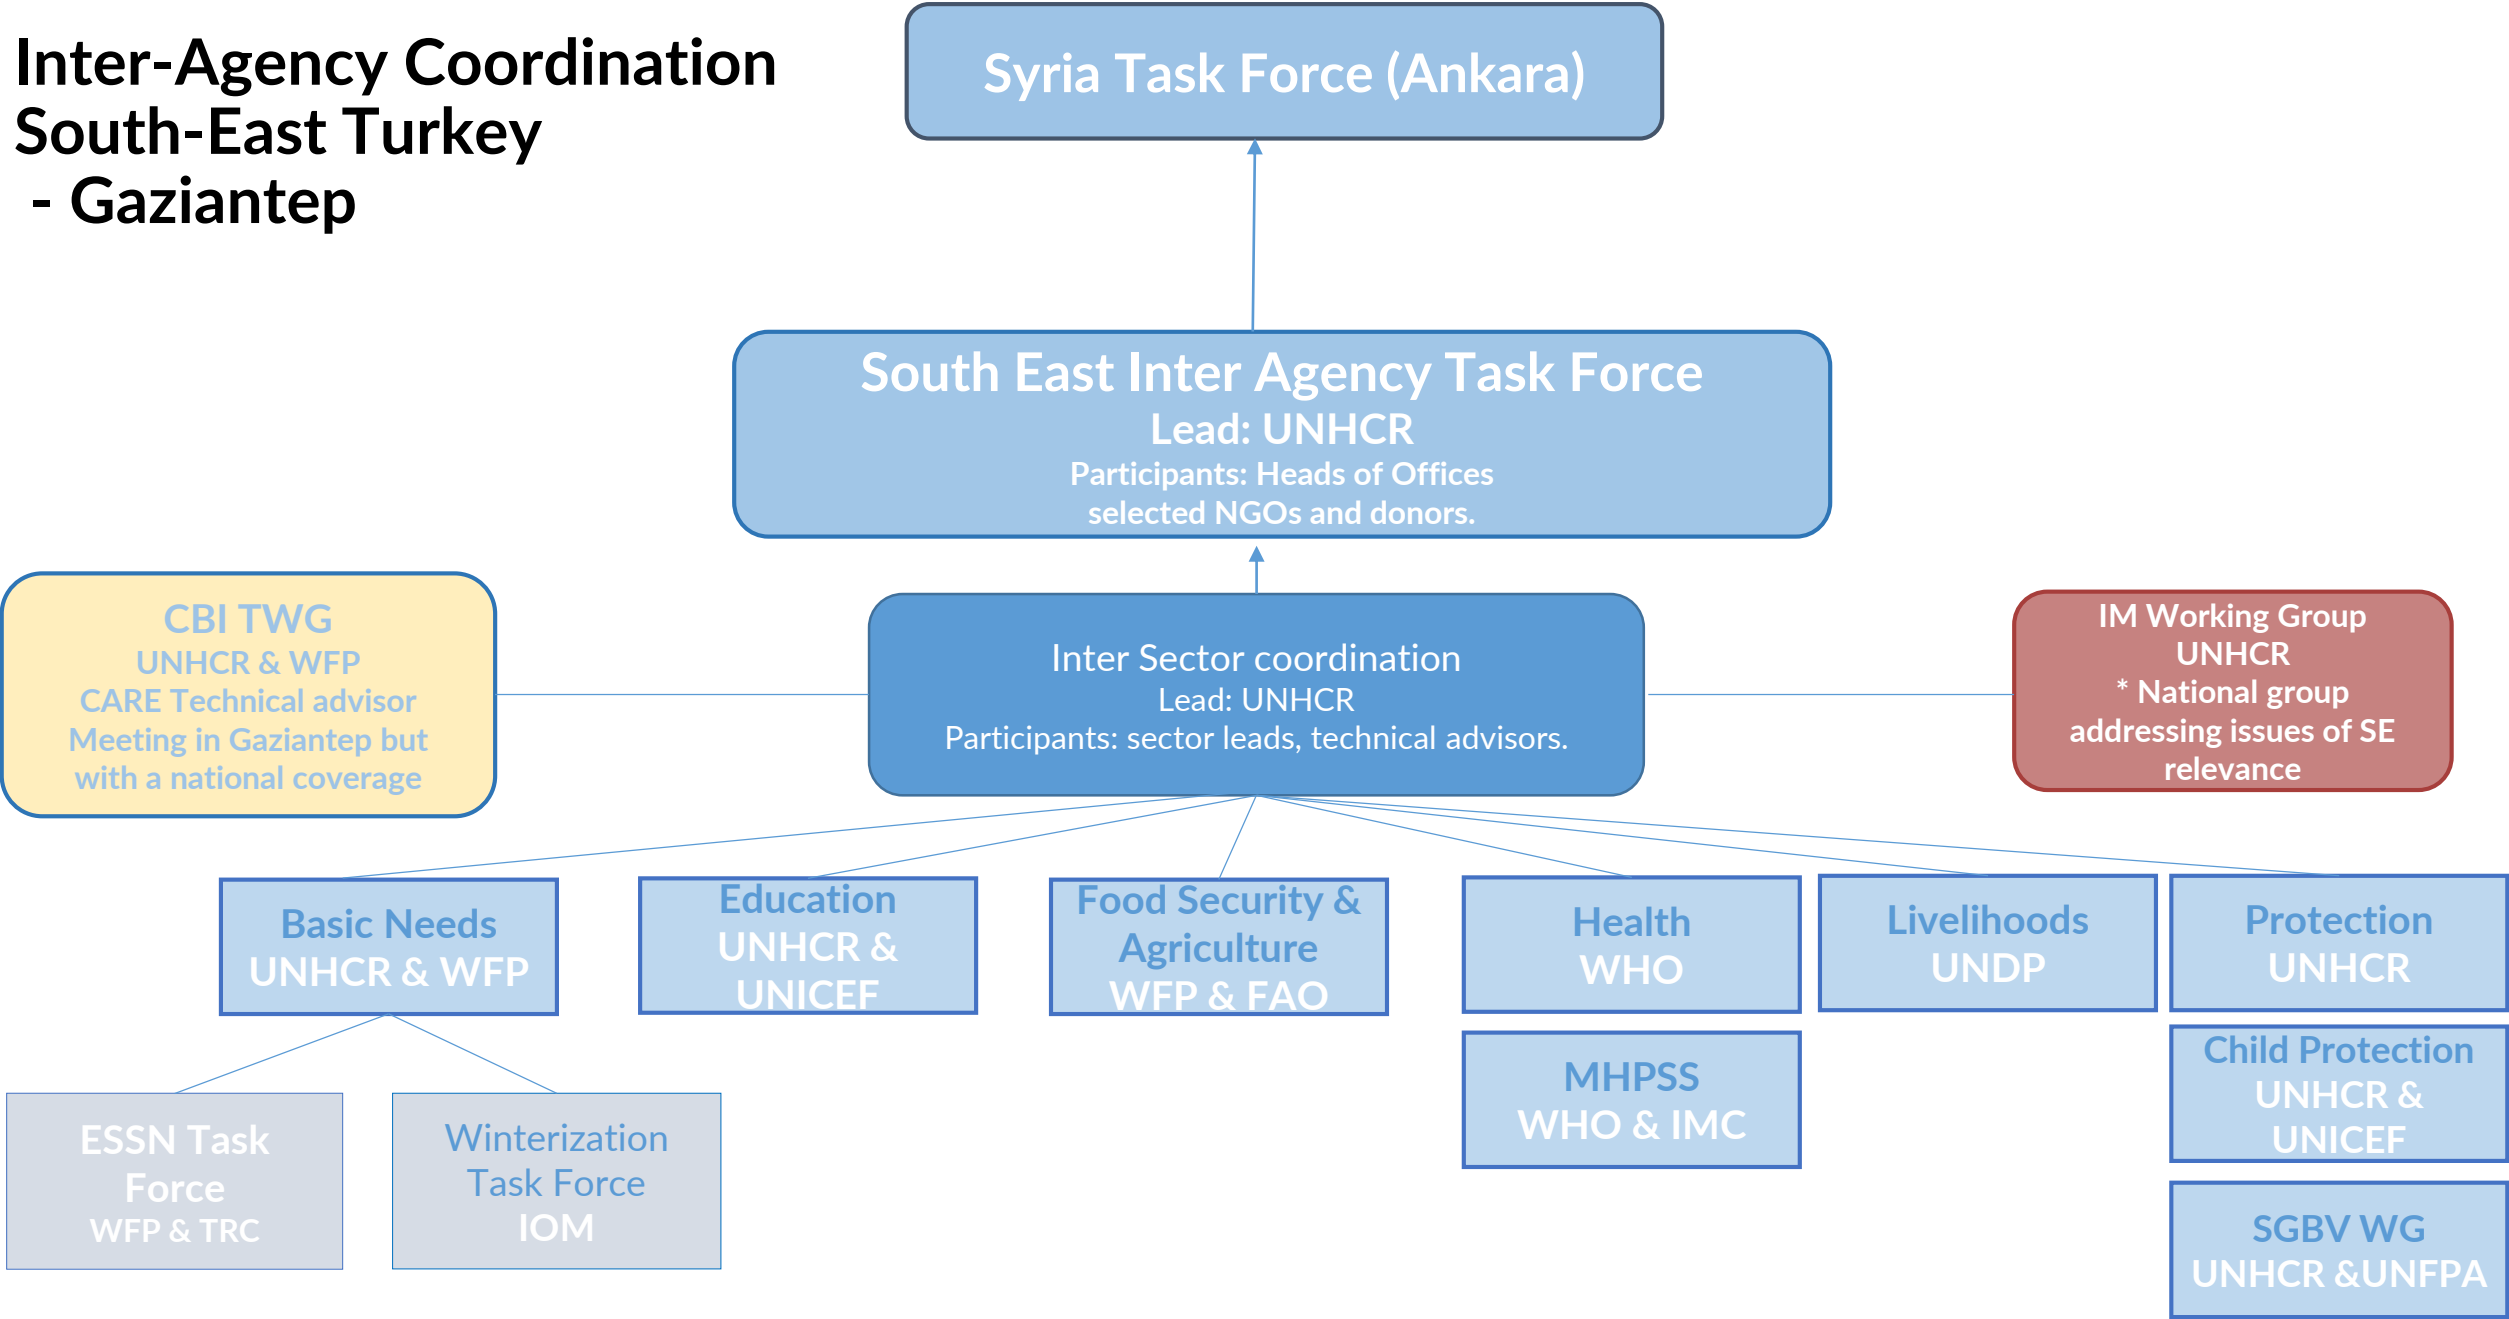 Inter-Agency Coordination
South-East Turkey
- Gaziantep
Syria Task Force (Ankara)
South East Inter Agency Task Force
Lead: UNHCR
Participants: Heads of Offices
selected NGOs and donors.
CBI TWG
UNHCR & WFP
CARE Technical advisor
Meeting in Gaziantep but
with a national coverage
Inter Sector coordination
Lead: UNHCR
Participants: sector leads, technical advisors.
IM Working Group
UNHCR
* National group
addressing issues of SE
relevance
Basic Needs
UNHCR & WFP
Education
UNHCR &
UNICEF
Food Security &
Agriculture
WFP & FAO
Health
WHO
Livelihoods
UNDP
Protection
UNHCR
MHPSS
WHO & IMC
Child Protection
UNHCR &
UNICEF
ESSN Task
Force
WFP & TRC
Winterization
Task Force
IOM
SGBV WG
UNHCR &UNFPA